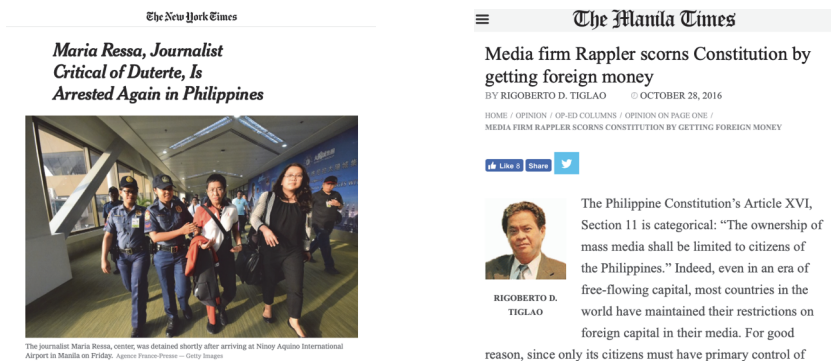 The New York Times
Maria Ressa, Journalist
Critical of Duterte, Is
Arrested Again in Philippines
The journalist Maria Ressa, center, was detained shortly after arriving at Ninoy Aquino International
Airport in Manila on Friday. Agence France-Presse — Getty Images
The Manila Times
Media firm Rappler scorns Constitution by
getting foreign money
BY RIGOBERTO D. TIGLAO OCTOBER 28, 2016
HOME / OPINION / OP-ED COLUMNS / OPINION ON PAGE ONE /
MEDIA FIRM RAPPLER SCORNS CONSTITUTION BY GETTING FOREIGN MONEY
Like 8 Share
The Philippine Constitution’s Article XVI,
Section 11 is categorical: “The ownership of
mass media shall be limited to citizens of
the Philippines.” Indeed, even in an era of
free-flowing capital, most countries in the
world have maintained their restrictions on
foreign capital in their media. For good
reason, since only its citizens must have primary control of
RIGOBERTO D.
TIGLAO